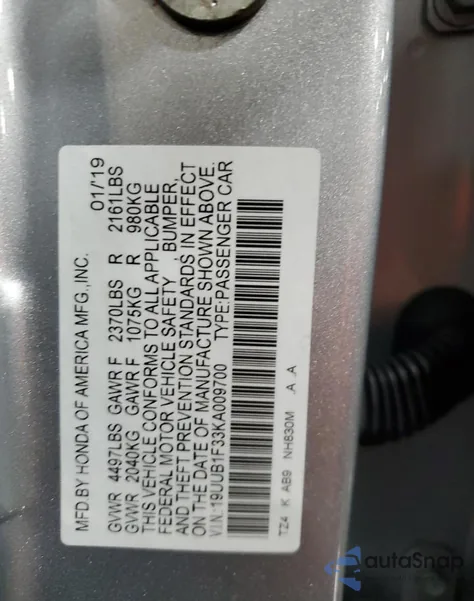 MFD BY HONDA OF AMERICA MFG.,INC. 01/19
GVWR 4497LBS GAWR F 2370LBS R 2161LBS
GVWR 2040KG GAWR F 1075KG R 980KG
THIS VEHICLE CONFORMS TO ALL APPLICABLE
FEDERAL MOTOR VEHICLE SAFETY , BUMPER,
AND THEFT PREVENTION STANDARDS IN EFFECT
ON THE DATE OF MANUFACTURE SHOWN ABOVE.
V.I.N.:19UUB1F33KA009700 TYPE:PASSENGER CAR
TZ4 K AB9 NH830M .A .A
autoSnap